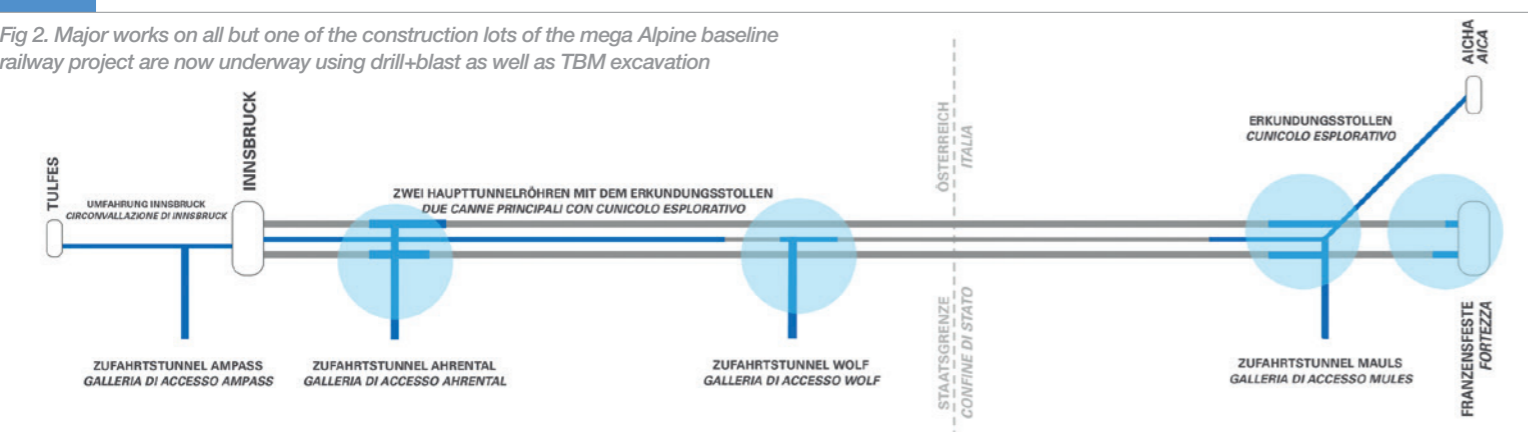 Fig 2. Major works on all but one of the construction lots of the mega Alpine baseline
railway project are now underway using drill+blast as well as TBM excavation
TULFES
UMFAHRUNG INNSBRUCK
CIRCONVALLAZIONE DI INNSBRUCK
INNSBRUCK
ZWEI HAUPTTUNNELRÖHREN MIT DEM ERKUNDUNGSSTOLLEN
DUE CANNE PRINCIPALI CON CUNICOLO ESPLORATIVO
ÖSTERREICH
ITALIA
ERKUNDUNGSSTOLLEN
CUNICOLO ESPLORATIVO
AICHA
AICA
ZUFAHRTSTUNNEL AMPASS
GALLERIA DI ACCESSO AMPASS
ZUFAHRTSTUNNEL AHRENTAL
GALLERIA DI ACCESSO AHRENTAL
ZUFAHRTSTUNNEL WOLF
GALLERIA DI ACCESSO WOLF
STAATSGRENZE
CONFINE DI STATO
ZUFAHRTSTUNNEL MAULS
GALLERIA DI ACCESSO MULES
FRANZENSFESTE
FORTEZZA